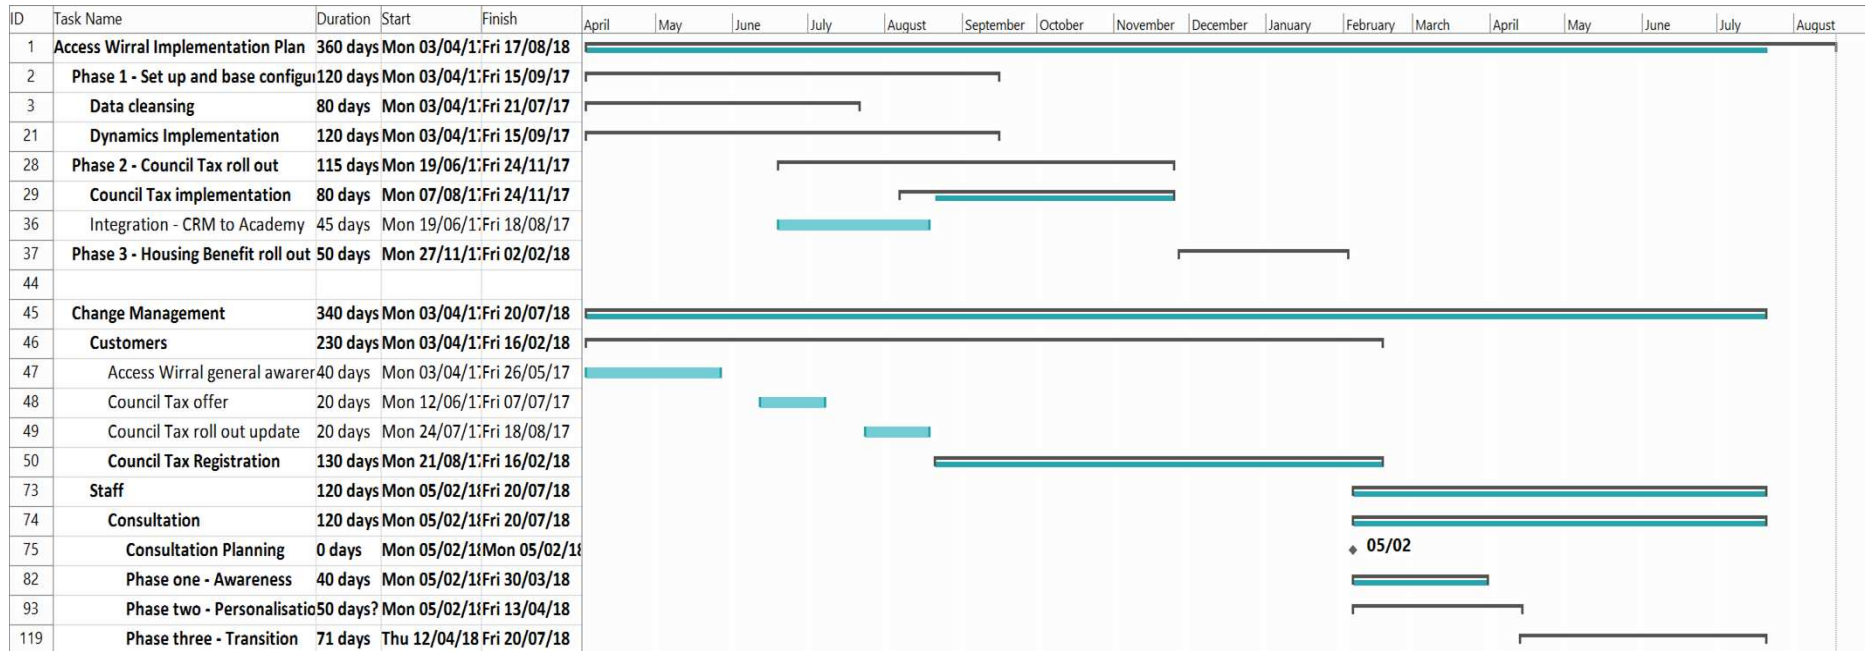 ID Task Name Duration Start Finish April May June July August September October November December January February March April May June July August
1 Access Wirral Implementation Plan 360 days Mon 03/04/1 Fri 17/08/18
2 Phase 1 - Set up and base configu 120 days Mon 03/04/1 Fri 15/09/17
3 Data cleansing 80 days Mon 03/04/1 Fri 21/07/17
21 Dynamics Implementation 120 days Mon 03/04/1 Fri 15/09/17
28 Phase 2 - Council Tax roll out 115 days Mon 19/06/1 Fri 24/11/17
29 Council Tax implementation 80 days Mon 07/08/1 Fri 24/11/17
36 Integration - CRM to Academy 45 days Mon 19/06/1 Fri 18/08/17
37 Phase 3 - Housing Benefit roll out 50 days Mon 27/11/1 Fri 02/02/18
44
45 Change Management 340 days Mon 03/04/1 Fri 20/07/18
46 Customers 230 days Mon 03/04/1 Fri 16/02/18
47 Access Wirral general awarer 40 days Mon 03/04/1 Fri 26/05/17
48 Council Tax offer 20 days Mon 12/06/1 Fri 07/07/17
49 Council Tax roll out update 20 days Mon 24/07/1 Fri 18/08/17
50 Council Tax Registration 130 days Mon 21/08/1 Fri 16/02/18
73 Staff 120 days Mon 05/02/18 Fri 20/07/18
74 Consultation 120 days Mon 05/02/18 Fri 20/07/18
75 Consultation Planning 0 days Mon 05/02/18 Mon 05/02/18 05/02
82 Phase one - Awareness 40 days Mon 05/02/18 Fri 30/03/18
93 Phase two - Personalisatio 50 days? Mon 05/02/18 Fri 13/04/18
119 Phase three - Transition 71 days Thu 12/04/18 Fri 20/07/18